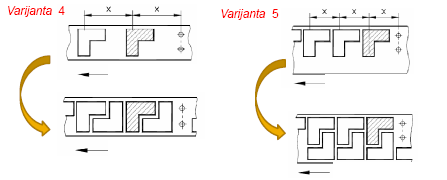 Varijanta 4
x x
Varijanta 5
x x x